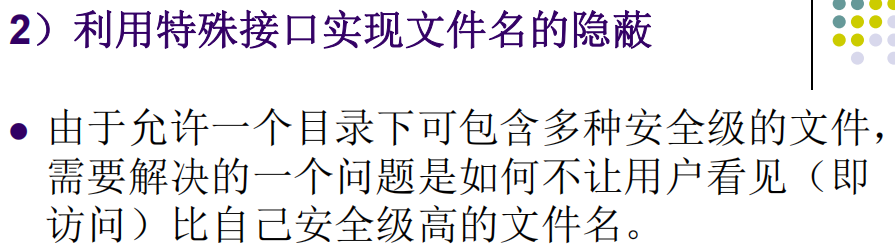 2）利用特殊接口实现文件名的隐蔽
● 由于允许一个目录下可包含多种安全级的文件，
需要解决的一个问题是如何不让用户看见（即
访问）比自己安全级高的文件名。